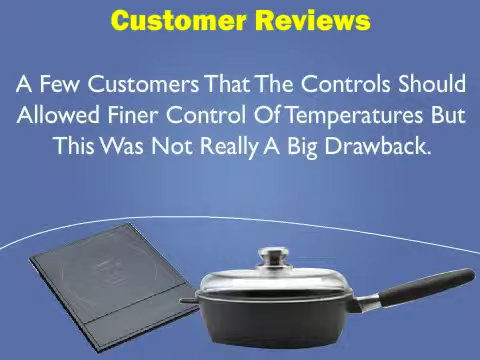 Customer Reviews
A Few Customers That The Controls Should
Allowed Finer Control Of Temperatures But
This Was Not Really A Big Drawback.